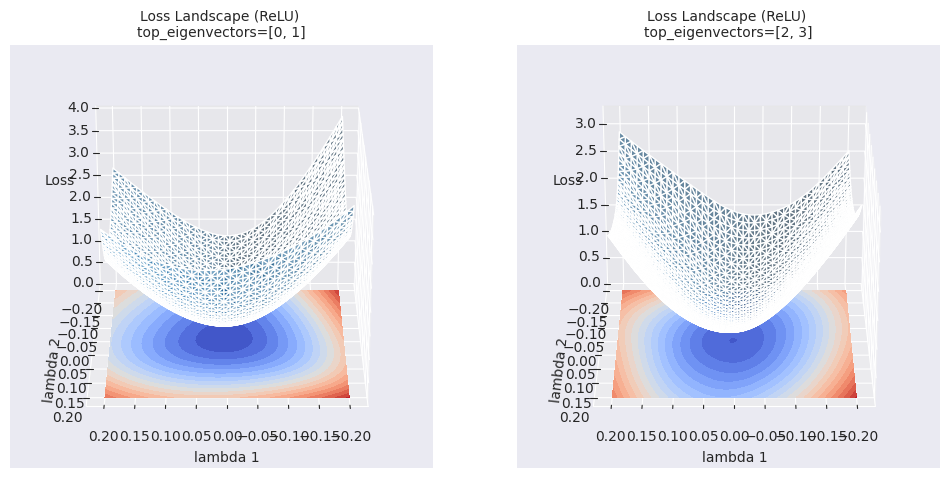 Loss Landscape (ReLU)
top_eigenvectors=[0, 1]
4.0
3.5
3.0
2.5
2.0
1.5
1.0
0.5
0.0
Loss
−0.20
−0.15
−0.10
−0.05
0.00
0.05
0.10
0.15
0.20
lambda 2
0.20 0.15 0.10 0.05 0.00 −0.05 −0.10 −0.15 −0.20
lambda 1
Loss Landscape (ReLU)
top_eigenvectors=[2, 3]
3.0
2.5
2.0
1.5
1.0
0.5
0.0
Loss
−0.20
−0.15
−0.10
−0.05
0.00
0.05
0.10
0.15
0.20
lambda 2
0.20 0.15 0.10 0.05 0.00 −0.05 −0.10 −0.15 −0.20
lambda 1